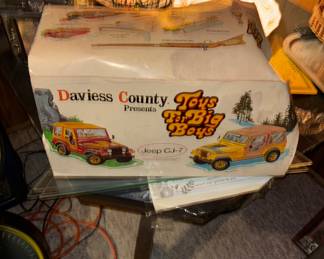 Daviess County
Presents
Toys
For Big
Boys
Jeep CJ-7